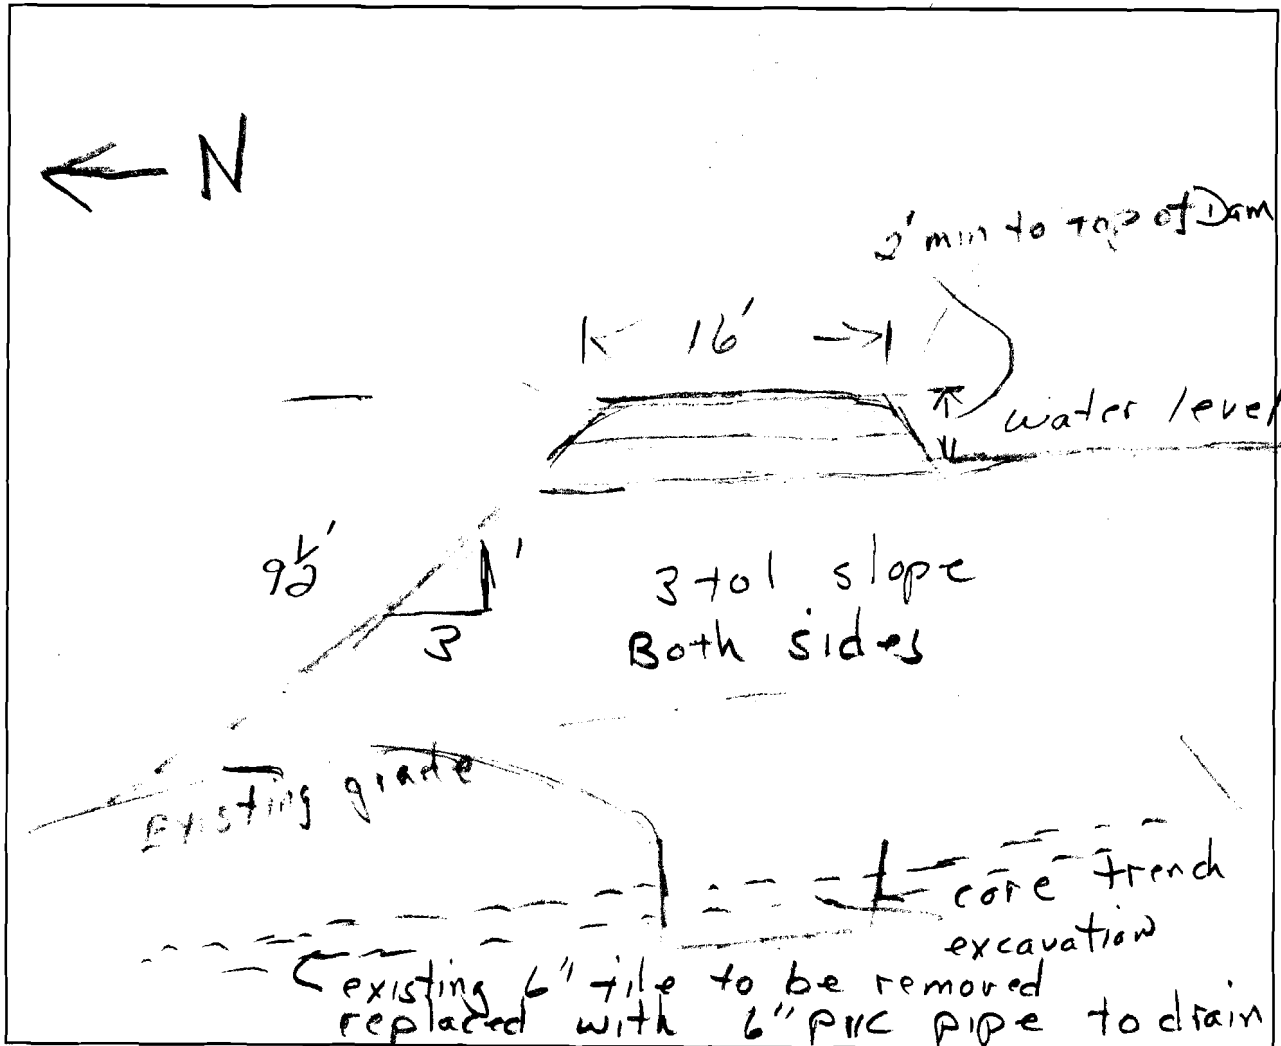 N
2' min to top of Dam
16'
water level
9½'
1
3
3 to 1 slope
Both sides
Existing grade
core trench
excavation
existing 6" tile to be removed
replaced with 6" PVC pipe to drain